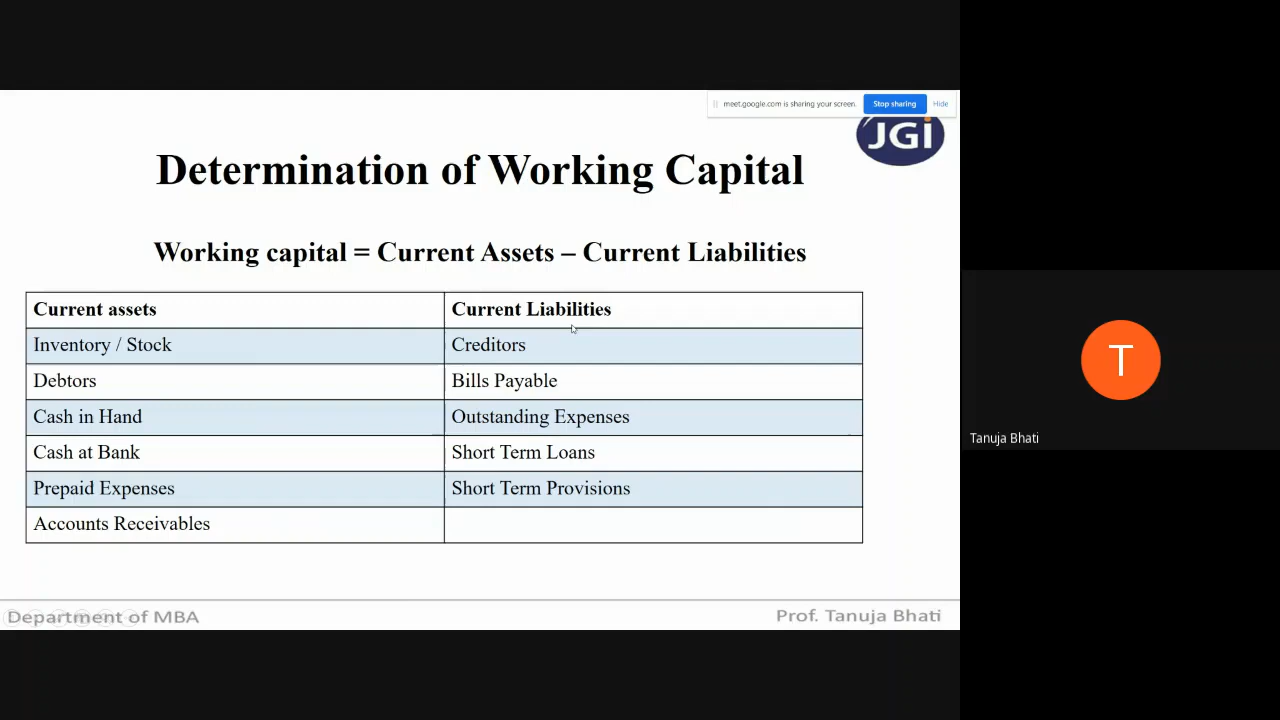 meet.google.com is sharing your screen. Stop sharing Hide
JGi
Determination of Working Capital
Working capital = Current Assets – Current Liabilities
Current assets Current Liabilities
Inventory / Stock Creditors
Debtors Bills Payable
Cash in Hand Outstanding Expenses
Cash at Bank Short Term Loans
Prepaid Expenses Short Term Provisions
Accounts Receivables
Department of MBA Prof. Tanuja Bhati
T
Tanuja Bhati